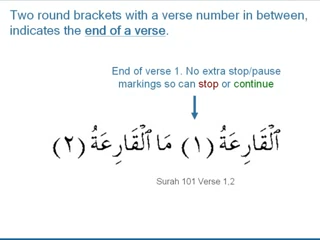 Two round brackets with a verse number in between,
indicates the end of a verse.
End of verse 1. No extra stop/pause
markings so can stop or continue
ٱلۡقَارِعَةُ (١) مَا ٱلۡقَارِعَةُ (٢)
Surah 101 Verse 1,2